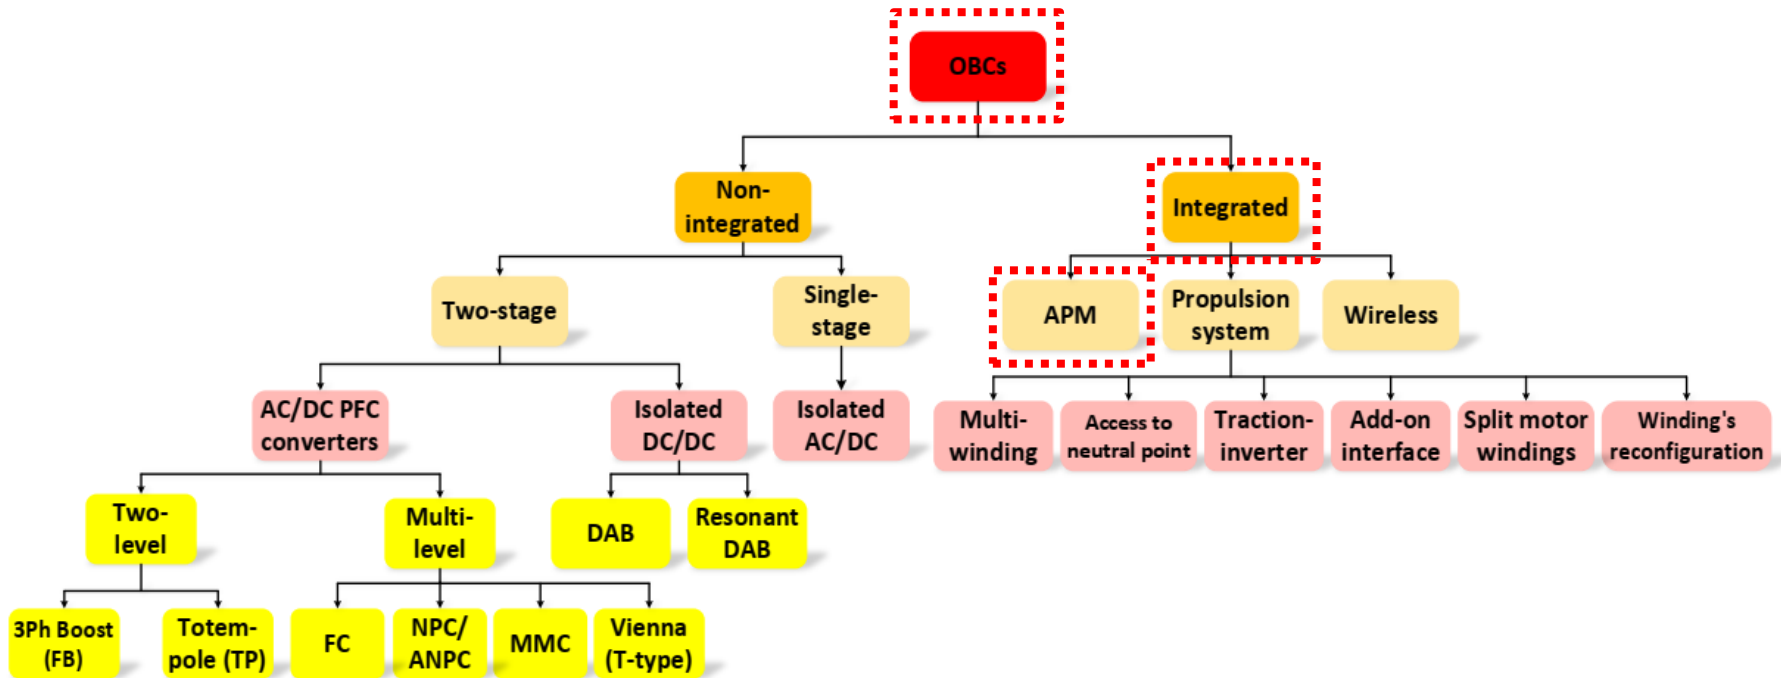 OBCs
Non-
integrated
Integrated
Two-stage
Single-
stage
APM
Propulsion
system
Wireless
AC/DC PFC
converters
Isolated
DC/DC
Isolated
AC/DC
Multi-
winding
Access to
neutral point
Traction-
inverter
Add-on
interface
Split motor
windings
Winding's
reconfiguration
Two-
level
Multi-
level
DAB
Resonant
DAB
3Ph Boost
(FB)
Totem-
pole (TP)
FC
NPC/
ANPC
MMC
Vienna
(T-type)